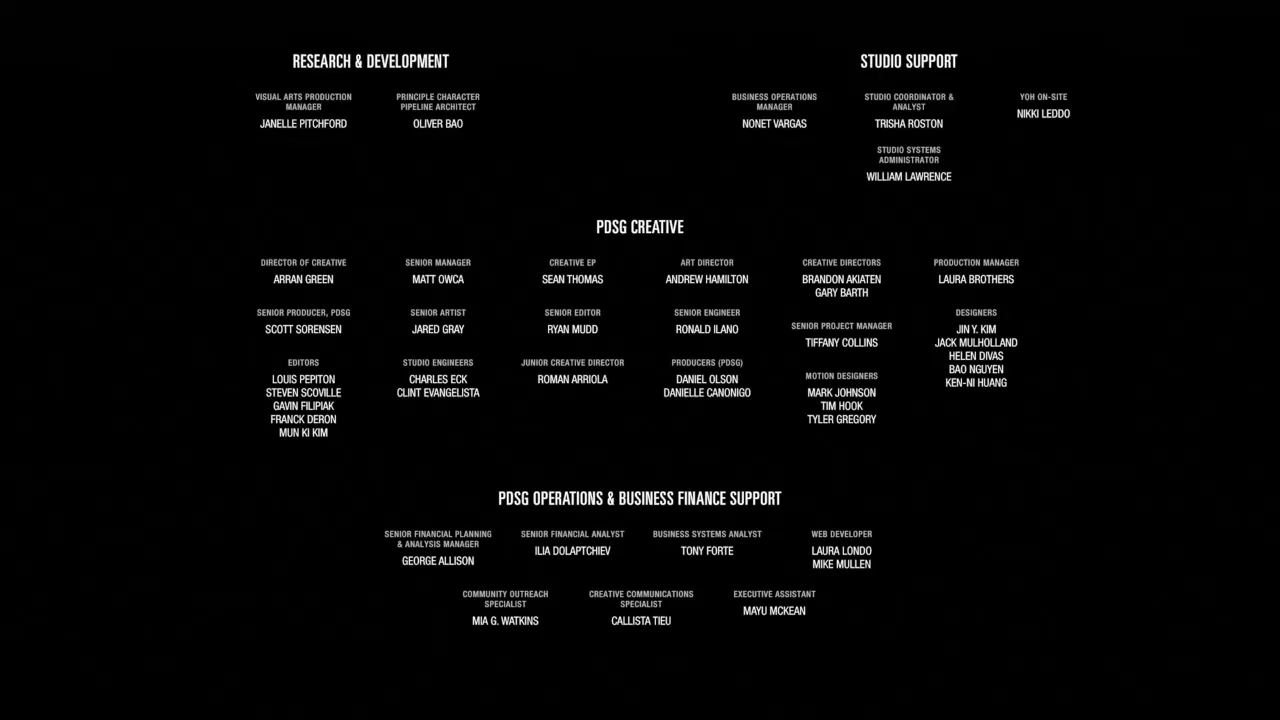 RESEARCH & DEVELOPMENT
VISUAL ARTS PRODUCTION
MANAGER
JANELLE PITCHFORD
PRINCIPLE CHARACTER
PIPELINE ARCHITECT
OLIVER BAO
STUDIO SUPPORT
BUSINESS OPERATIONS
MANAGER
NONET VARGAS
STUDIO COORDINATOR &
ANALYST
TRISHA ROSTON
YOH ON-SITE
NIKKI LEDDO
STUDIO SYSTEMS
ADMINISTRATOR
WILLIAM LAWRENCE
PDSG CREATIVE
DIRECTOR OF CREATIVE
ARRAN GREEN
SENIOR MANAGER
MATT OWCA
CREATIVE EP
SEAN THOMAS
ART DIRECTOR
ANDREW HAMILTON
CREATIVE DIRECTORS
BRANDON AKIATEN
GARY BARTH
PRODUCTION MANAGER
LAURA BROTHERS
SENIOR PRODUCER, PDSG
SCOTT SORENSEN
SENIOR ARTIST
JARED GRAY
SENIOR EDITOR
RYAN MUDD
SENIOR ENGINEER
RONALD ILANO
SENIOR PROJECT MANAGER
TIFFANY COLLINS
DESIGNERS
JIN Y. KIM
JACK MULHOLLAND
HELEN DIVAS
BAO NGUYEN
KEN-NI HUANG
EDITORS
LOUIS PEPITON
STEVEN SCOVILLE
GAVIN FILIPIAK
FRANCK DERON
MUN KI KIM
STUDIO ENGINEERS
CHARLES ECK
CLINT EVANGELISTA
JUNIOR CREATIVE DIRECTOR
ROMAN ARRIOLA
PRODUCERS (PDSG)
DANIEL OLSON
DANIELLE CANONIGO
MOTION DESIGNERS
MARK JOHNSON
TIM HOOK
TYLER GREGORY
PDSG OPERATIONS & BUSINESS FINANCE SUPPORT
SENIOR FINANCIAL PLANNING
& ANALYSIS MANAGER
GEORGE ALLISON
SENIOR FINANCIAL ANALYST
ILIA DOLAPTCHIEV
BUSINESS SYSTEMS ANALYST
TONY FORTE
WEB DEVELOPER
LAURA LONDO
MIKE MULLEN
COMMUNITY OUTREACH
SPECIALIST
MIA G. WATKINS
CREATIVE COMMUNICATIONS
SPECIALIST
CALLISTA TIEU
EXECUTIVE ASSISTANT
MAYU MCKEAN